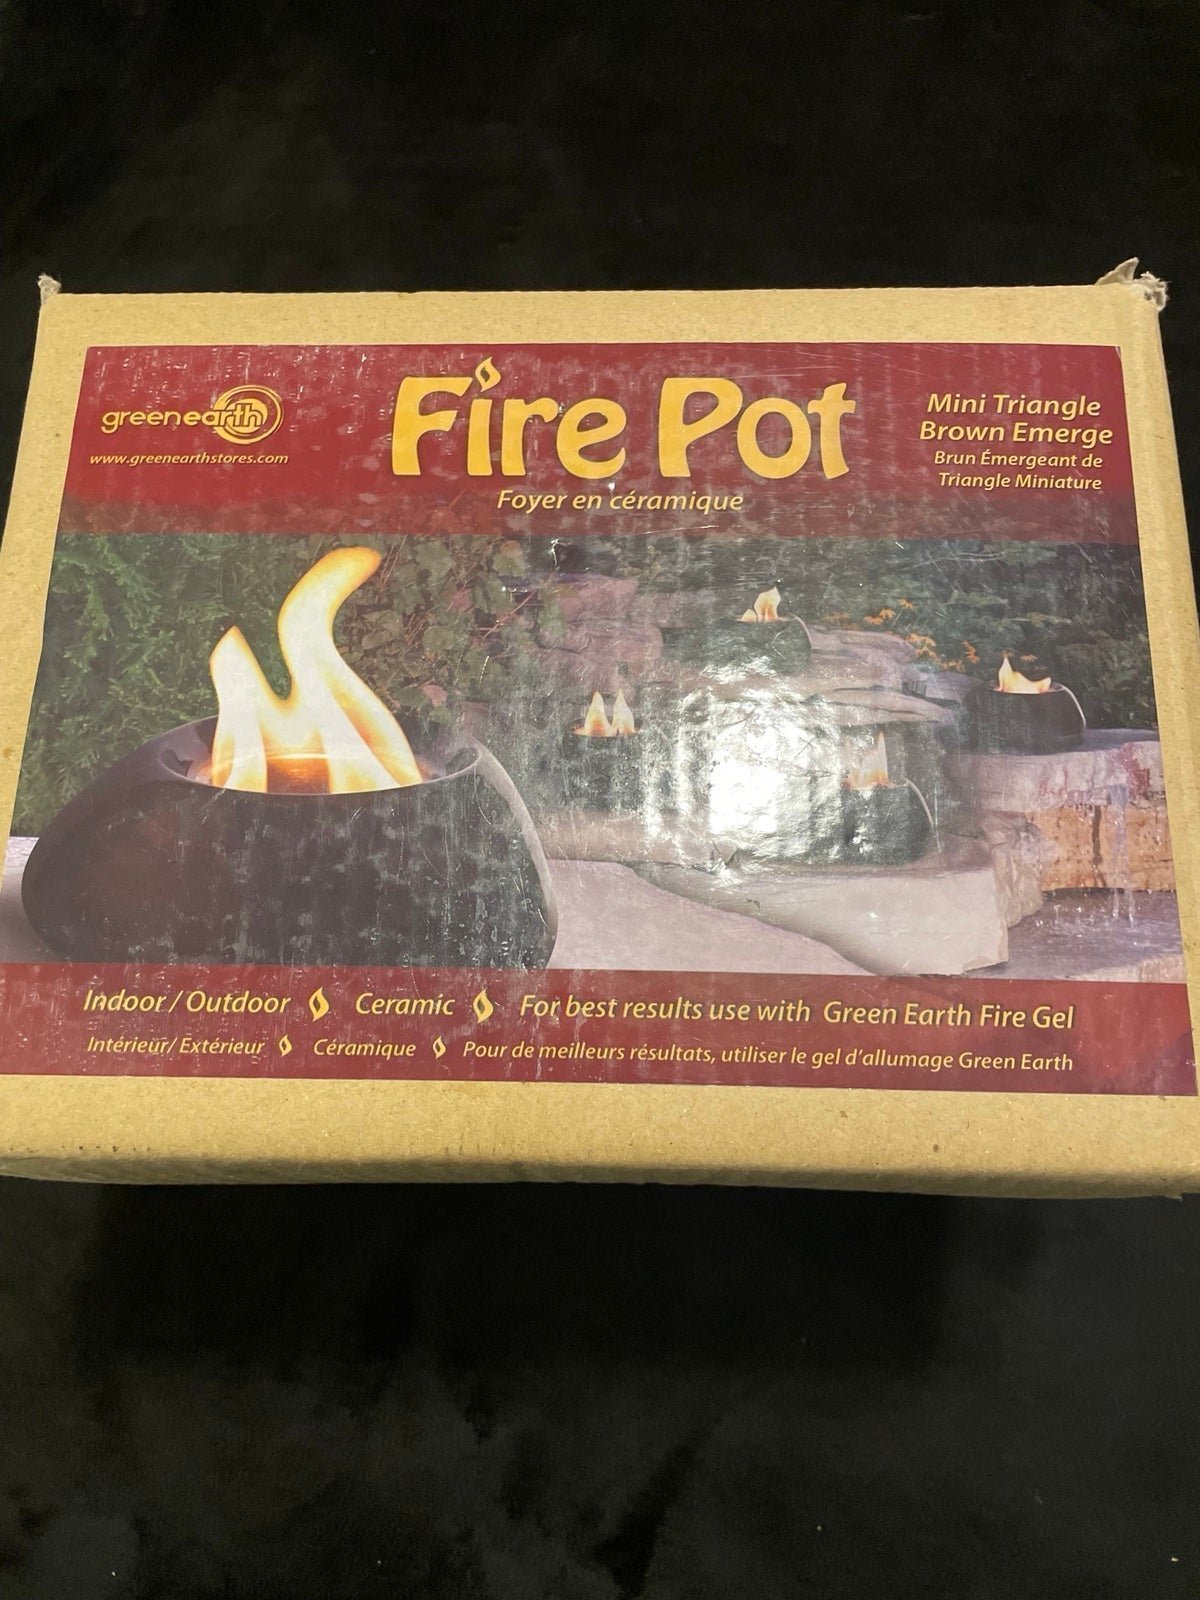 greenearth
www.greenearthstores.com
Fire Pot
Foyer en céramique
Mini Triangle
Brown Emerge
Brun Émergeant de
Triangle Miniature
Indoor / Outdoor Ceramic For best results use with Green Earth Fire Gel
Intérieur/ Extérieur Céramique Pour de meilleurs résultats, utiliser le gel d'allumage Green Earth